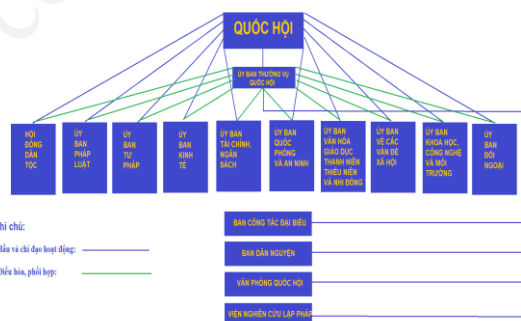 QUỐC HỘI
ỦY BAN THƯỜNG VỤ
QUỐC HỘI
HỘI
ĐỒNG
DÂN
TỘC
ỦY
BAN
PHÁP
LUẬT
ỦY
BAN
TƯ
PHÁP
ỦY
BAN
KINH
TẾ
ỦY BAN
TÀI CHÍNH,
NGÂN
SÁCH
ỦY BAN
QUỐC
PHÒNG
VÀ AN NINH
ỦY BAN
VĂN HÓA
GIÁO DỤC
THANH NIÊN
THIẾU NIÊN
VÀ NHI ĐỒNG
ỦY BAN
VỀ CÁC
VẤN ĐỀ
XÃ HỘI
ỦY BAN
KHOA HỌC,
CÔNG NGHỆ
VÀ MÔI
TRƯỜNG
ỦY
BAN
ĐỐI
NGOẠI
hi chú:
Bầu và chỉ đạo hoạt động:
Điều hòa, phối hợp:
BAN CÔNG TÁC ĐẠI BIỂU
BAN DÂN NGUYỆN
VĂN PHÒNG QUỐC HỘI
VIỆN NGHIÊN CỨU LẬP PHÁP